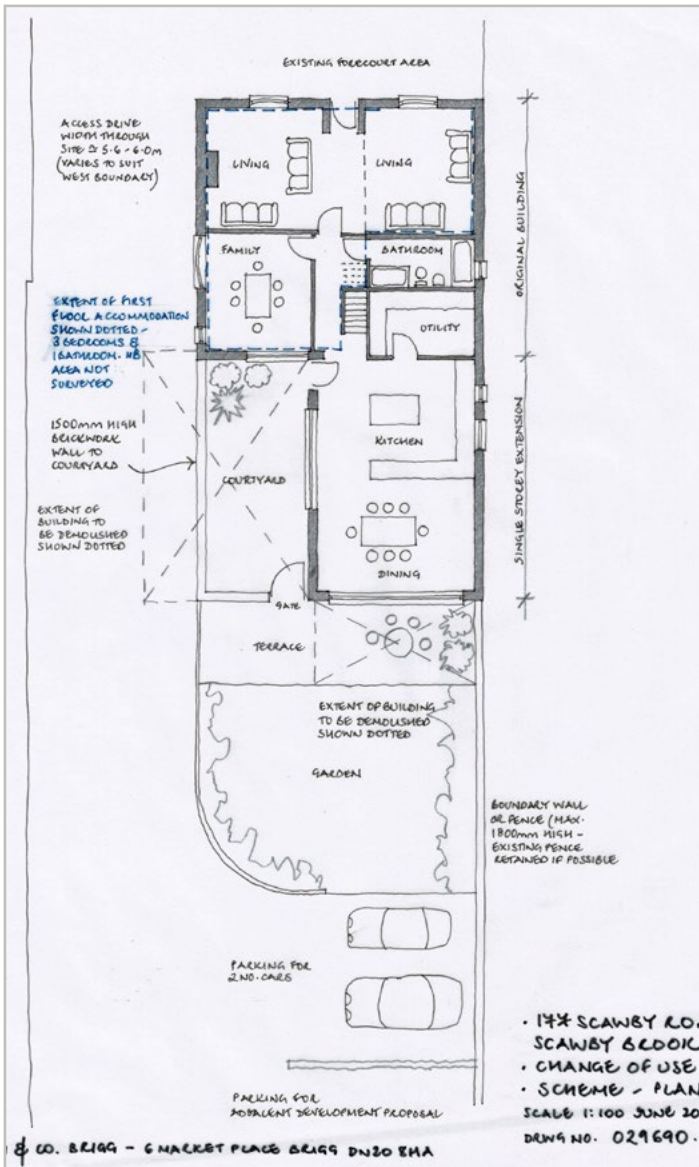 EXISTING FORECOURT AREA
ACCESS DRIVE
WIDTH THROUGH
SITE ≏ 5.6 - 6.0M
(VARIES TO SUIT
WEST BOUNDARY)
LIVING
LIVING
FAMILY
BATHROOM
UTILITY
ORIGINAL BUILDING
EXTENT OF FIRST
FLOOR ACCOMMODATION
SHOWN DOTTED -
3 BEDROOMS &
1 BATHROOM. NB
AREA NOT
SURVEYED
1500mm HIGH
BRICKWORK
WALL TO
COURTYARD
KITCHEN
COURTYARD
SINGLE STOREY EXTENSION
EXTENT OF
BUILDING TO
BE DEMOLISHED
SHOWN DOTTED
DINING
GATE
TERRACE
EXTENT OF BUILDING
TO BE DEMOLISHED
SHOWN DOTTED
GARDEN
BOUNDARY WALL
OR FENCE (MAX.
1800mm HIGH -
EXISTING FENCE
RETAINED IF POSSIBLE
PARKING FOR
2 NO. CARS
PARKING FOR
ADJACENT DEVELOPMENT PROPOSAL
• 177 SCAWBY RO
SCAWBY BROOK
• CHANGE OF USE
• SCHEME - PLAN
SCALE 1:100 JUNE 20
DRWG NO. 029690.
& CO. BRIGG - 6 MARKET PLACE BRIGG DN20 8HA